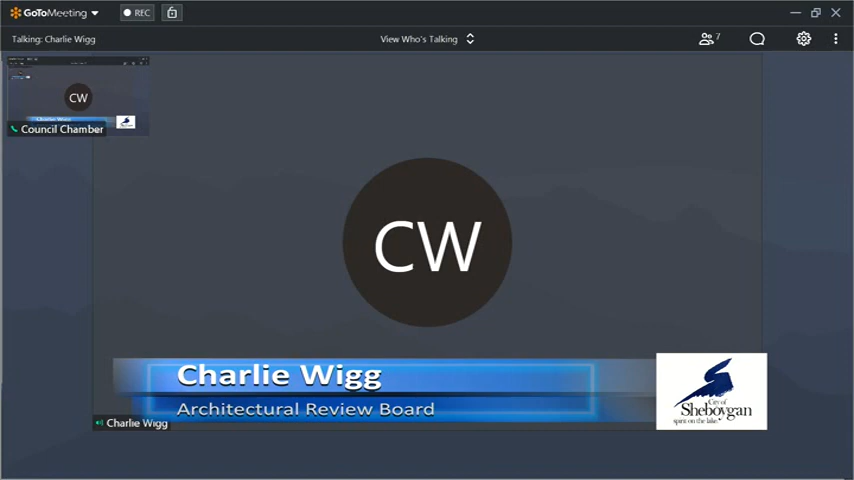 GoToMeeting
REC
Talking: Charlie Wigg
View Who's Talking
7
CW
Council Chamber
CW
Charlie Wigg
Architectural Review Board
Charlie Wigg
City of
Sheboygan
spirit on the lake